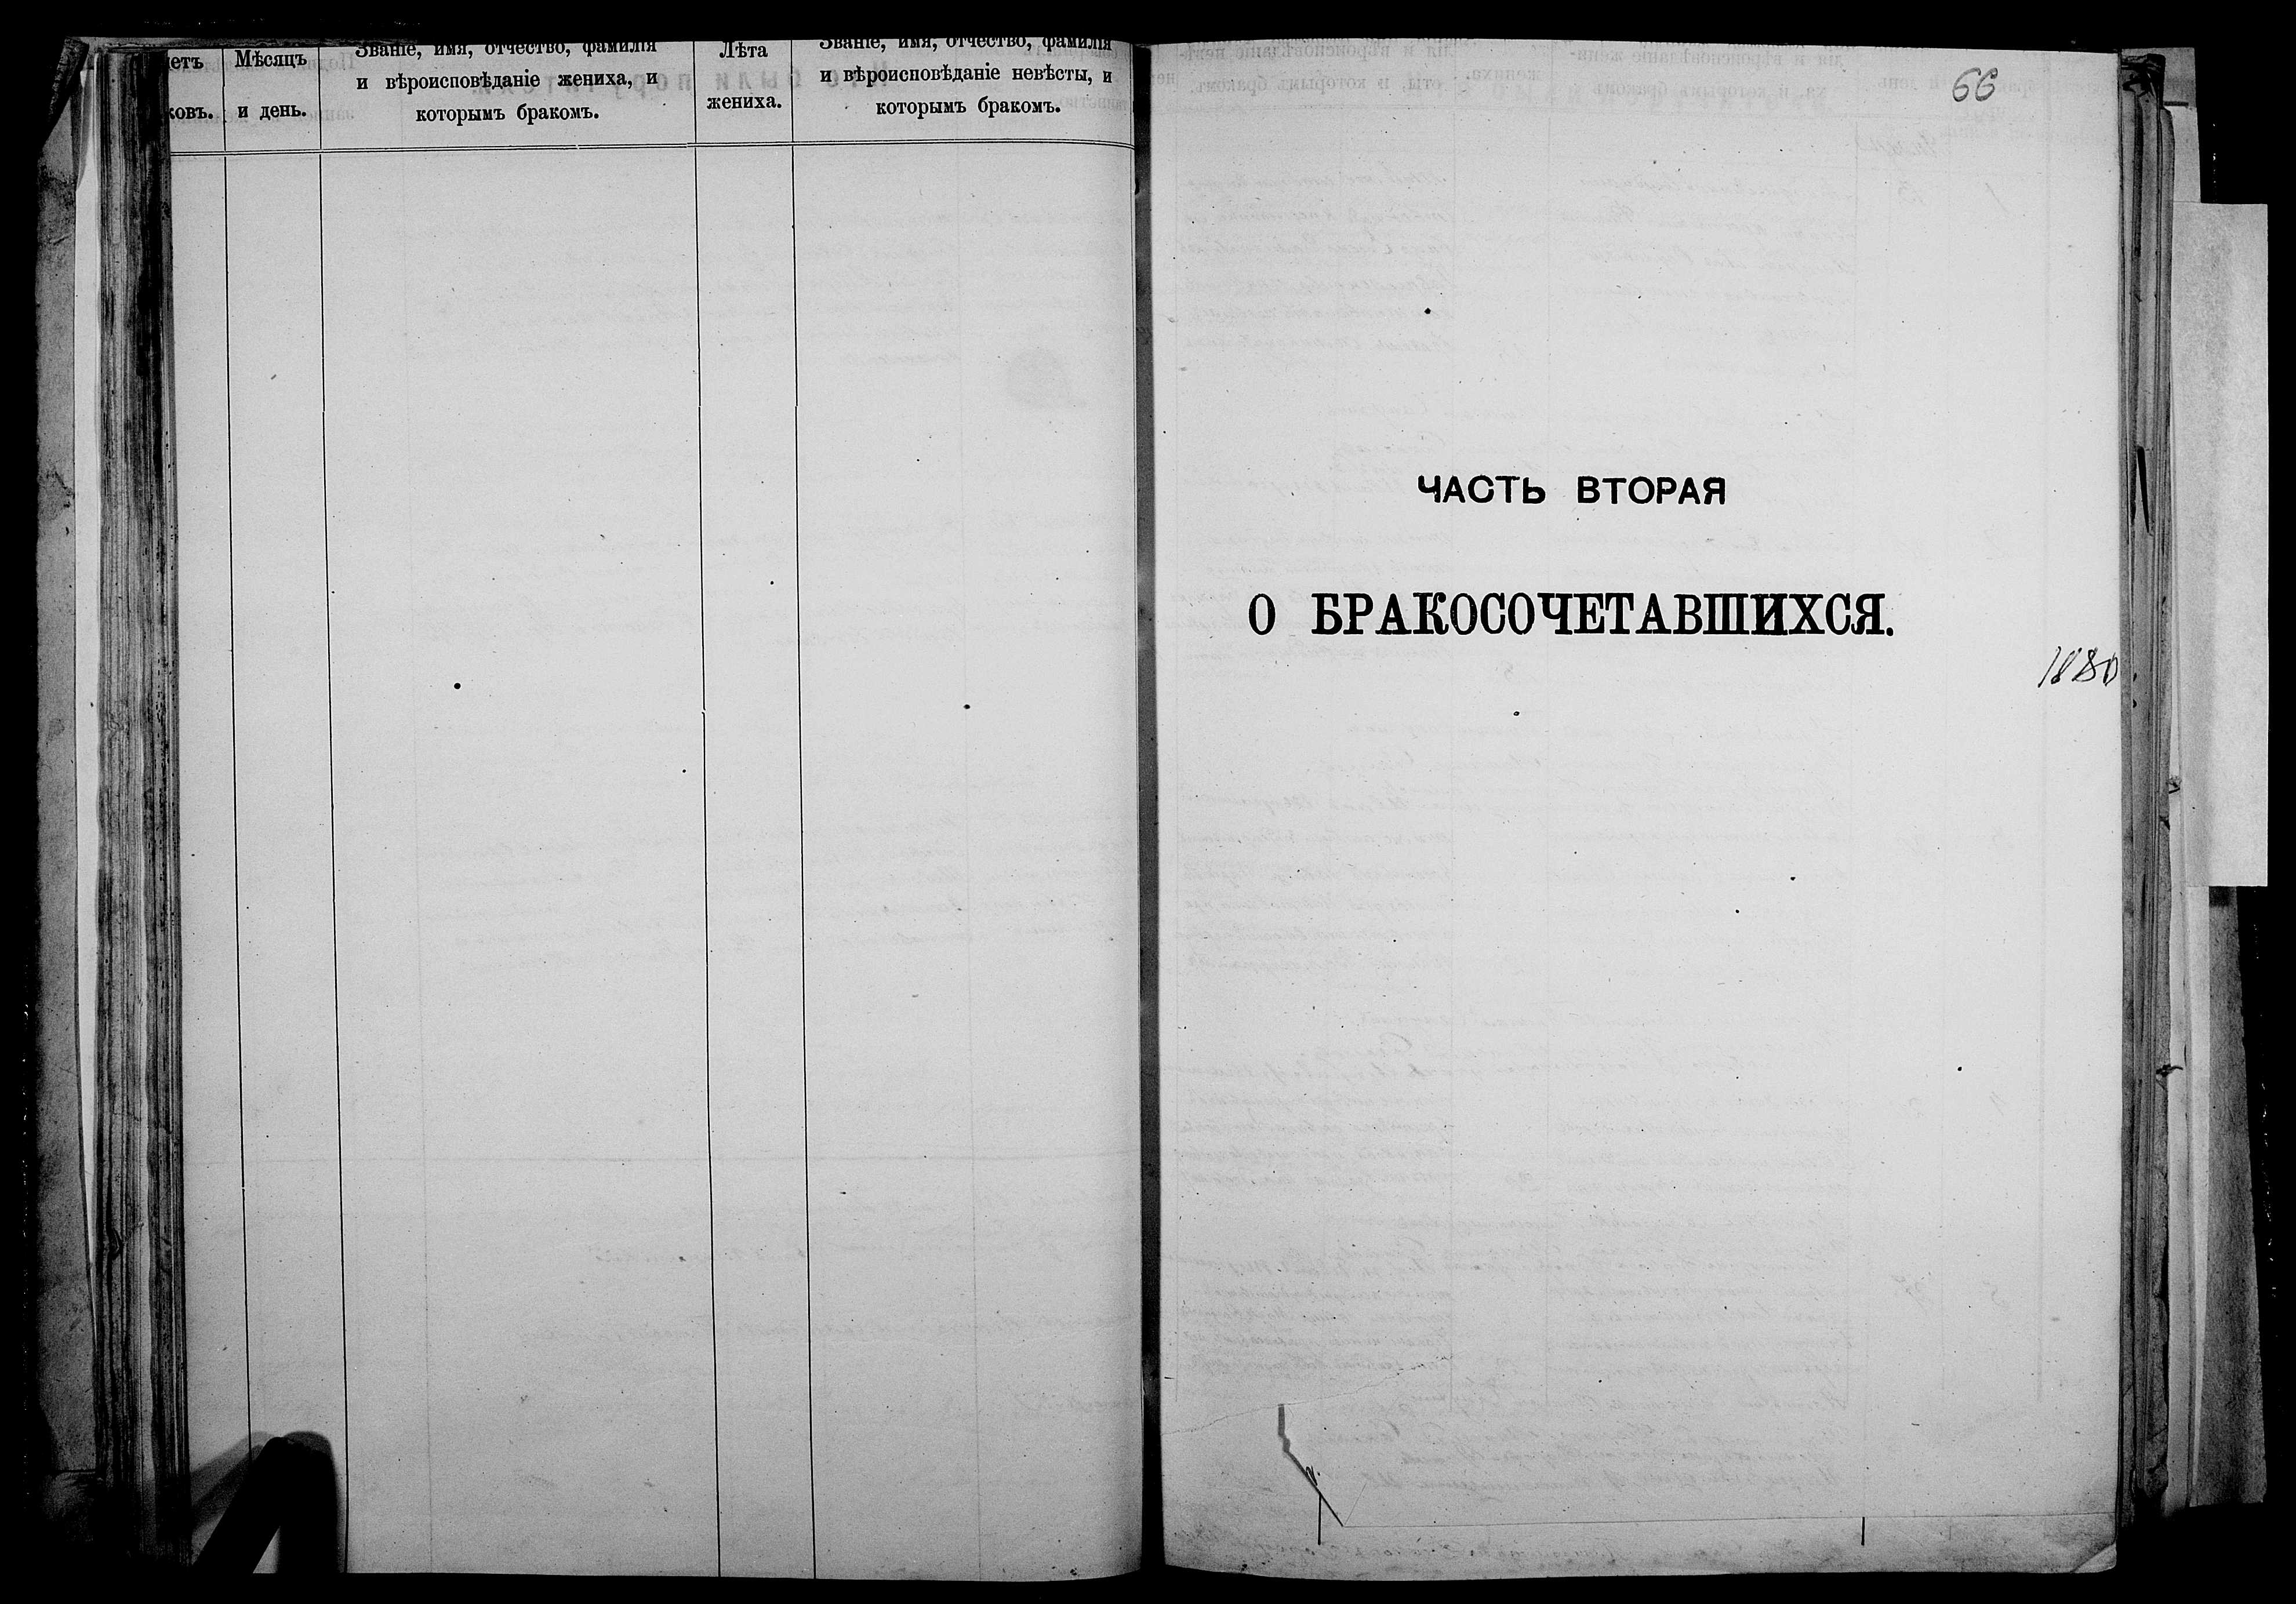 Мѣсяцъ
и день.
Званіе, имя, отчество, фамилія
и вѣроисповѣданіе жениха, и
которымъ бракомъ.
Лѣта
жениха.
Званіе, имя, отчество, фамилія
и вѣроисповѣданіе невѣсты, и
которымъ бракомъ.
66
ЧАСТЬ ВТОРАЯ
О БРАКОСОЧЕТАВШИХСЯ.
1880